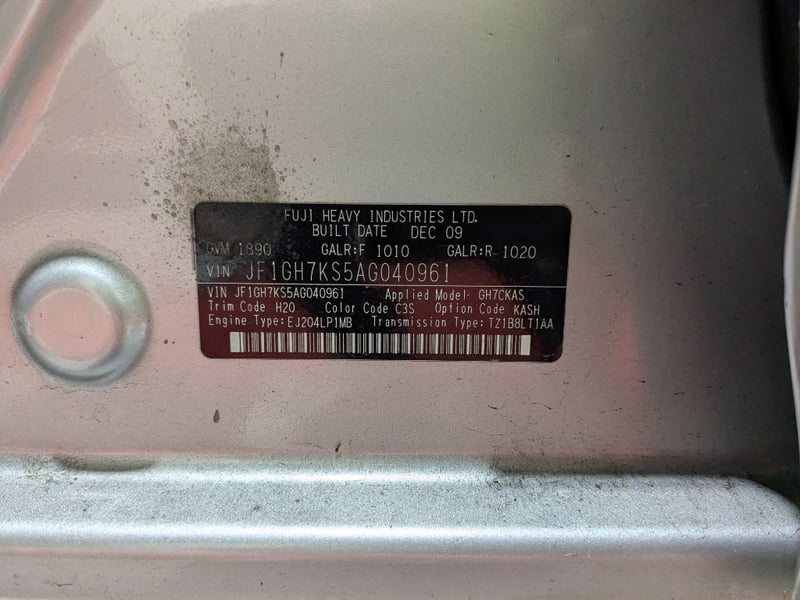 FUJI HEAVY INDUSTRIES LTD.
BUILT DATE DEC 09
GVM 1890 GALR:F 1010 GALR:R 1020
VIN JF1GH7KS5AG040961
VIN JF1GH7KS5AG040961 Applied Model GH7CKAS
Trim Code H20 Color Code C3S Option Code KASH
Engine Type:EJ204LP1MB Transmission Type:TZ1B8LT1AA